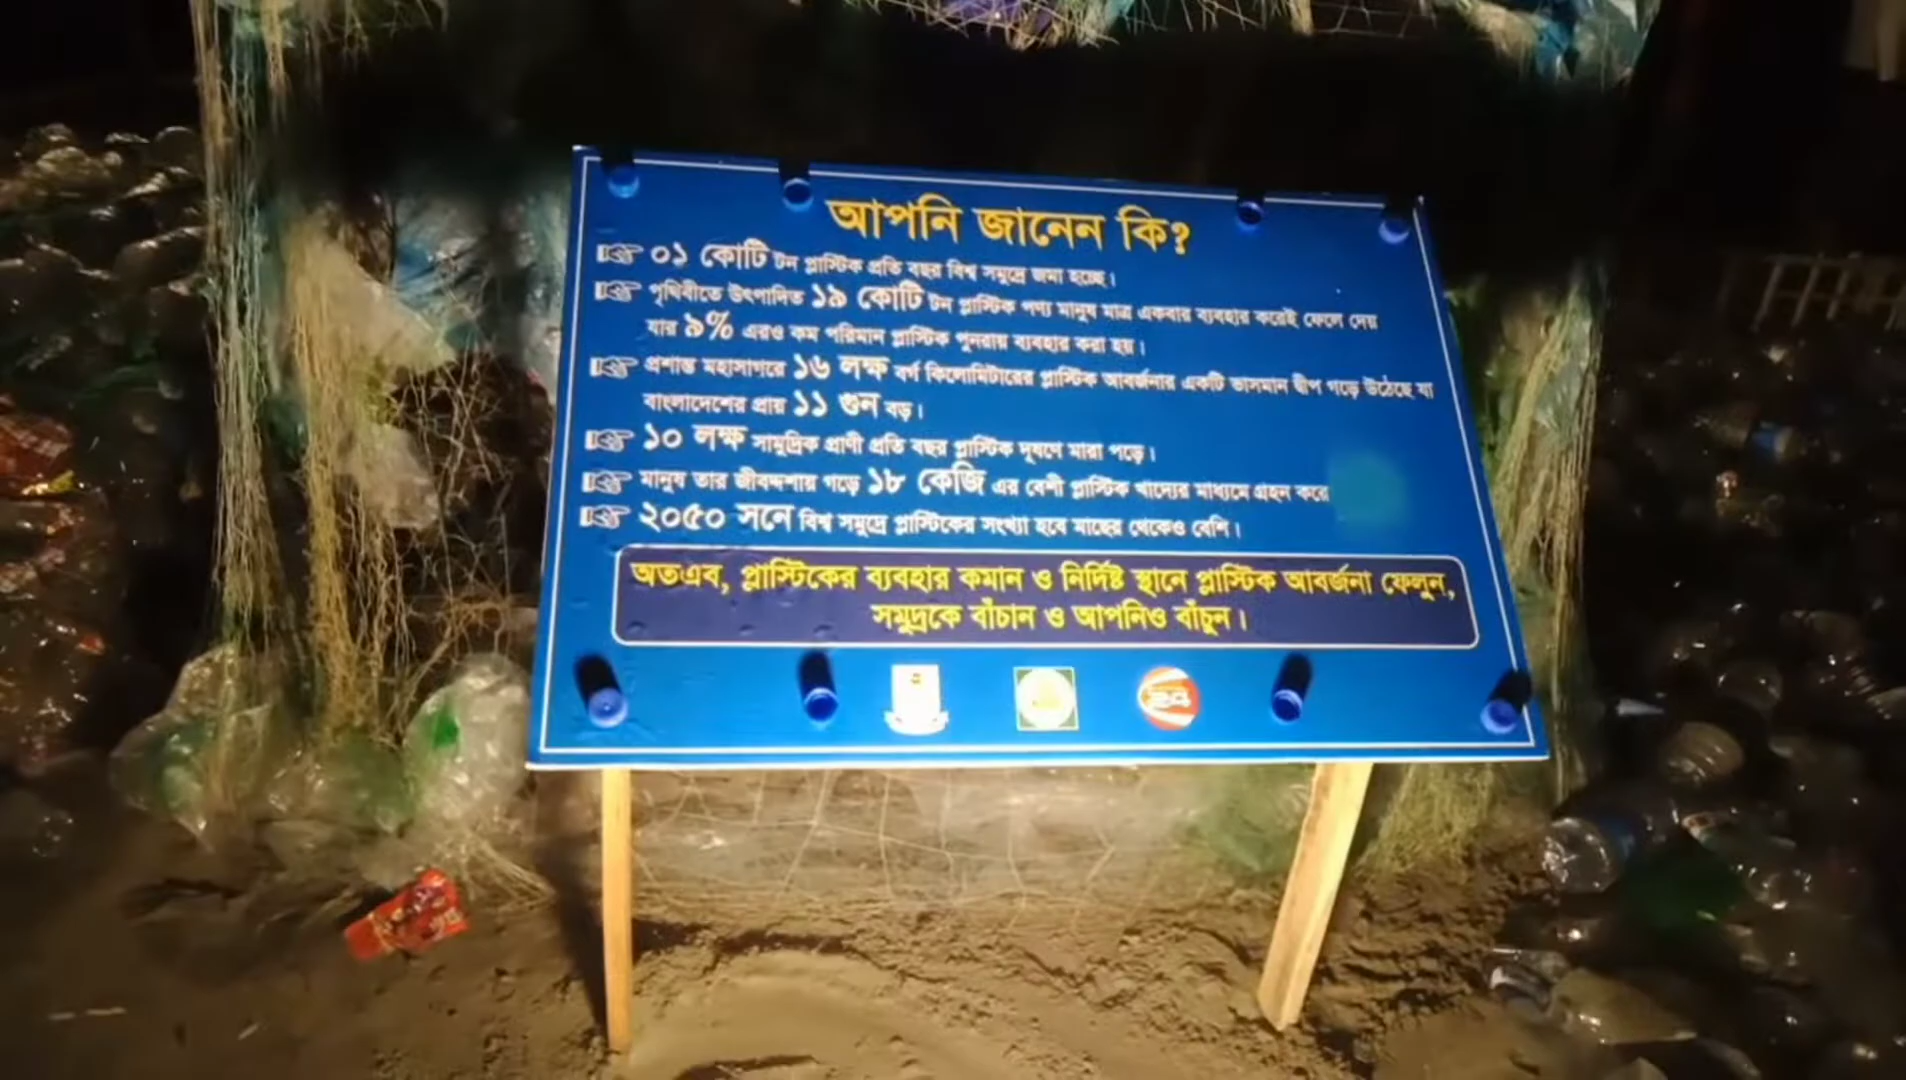 আপনি জানেন কি?
০১ কোটি টন প্লাস্টিক প্রতি বছর বিশ্ব সমুদ্রে জমা হচ্ছে।
পৃথিবীতে উৎপাদিত ১৯ কোটি টন প্লাস্টিক পণ্য মানুষ মাত্র একবার ব্যবহার করেই ফেলে দেয়
যার ৯% এরও কম পরিমান প্লাস্টিক পুনরায় ব্যবহার করা হয়।
প্রশান্ত মহাসাগরে ১৬ লক্ষ বর্গ কিলোমিটারের প্লাস্টিক আবর্জনার একটি ভাসমান দ্বীপ গড়ে উঠেছে যা
বাংলাদেশের প্রায় ১১ গুন বড়।
১০ লক্ষ সামুদ্রিক প্রাণী প্রতি বছর প্লাস্টিক দূষণে মারা পড়ে।
মানুষ তার জীবদ্দশায় গড়ে ১৮ কেজি এর বেশী প্লাস্টিক খাদ্যের মাধ্যমে গ্রহন করে
২০৫০ সনে বিশ্ব সমুদ্রে প্লাস্টিকের সংখ্যা হবে মাছের থেকেও বেশি।
অতএব, প্লাস্টিকের ব্যবহার কমান ও নির্দিষ্ট স্থানে প্লাস্টিক আবর্জনা ফেলুন,
সমুদ্রকে বাঁচান ও আপনিও বাঁচুন।
24